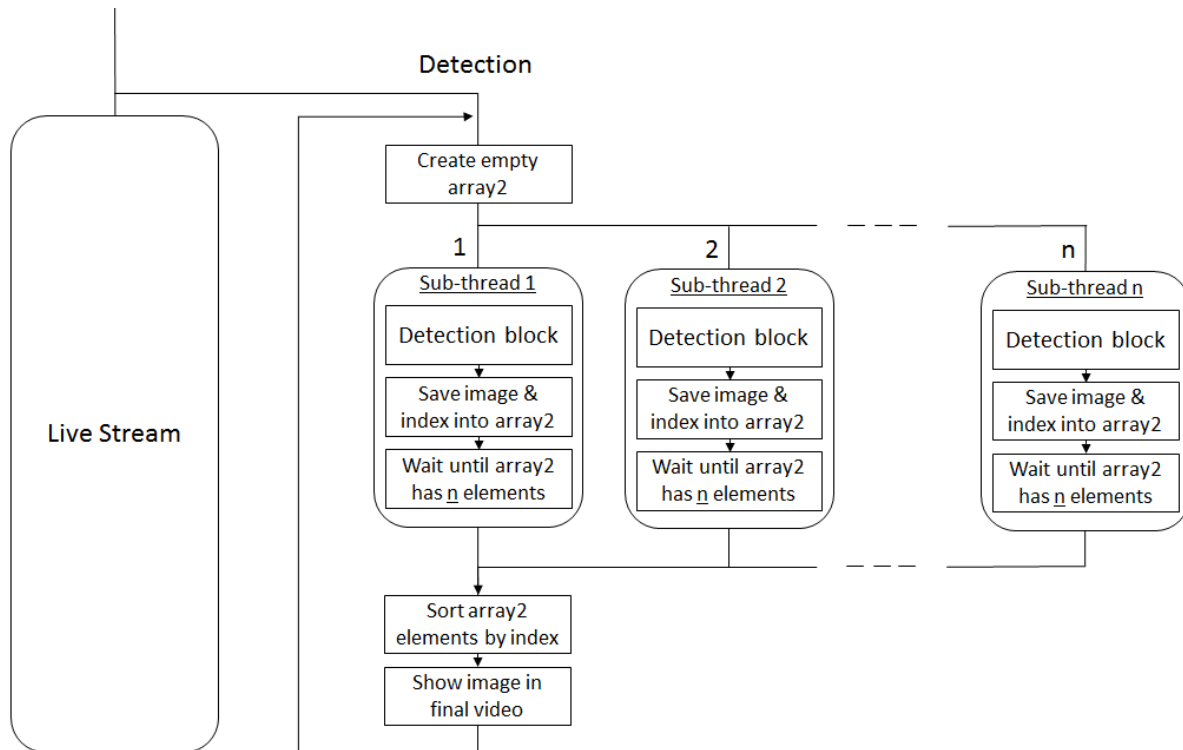 Detection
Create empty
array2
1
2
n
Sub-thread 1
Detection block
Save image &
index into array2
Wait until array2
has n elements
Sub-thread 2
Detection block
Save image &
index into array2
Wait until array2
has n elements
Sub-thread n
Detection block
Save image &
index into array2
Wait until array2
has n elements
Live Stream
Sort array2
elements by index
Show image in
final video